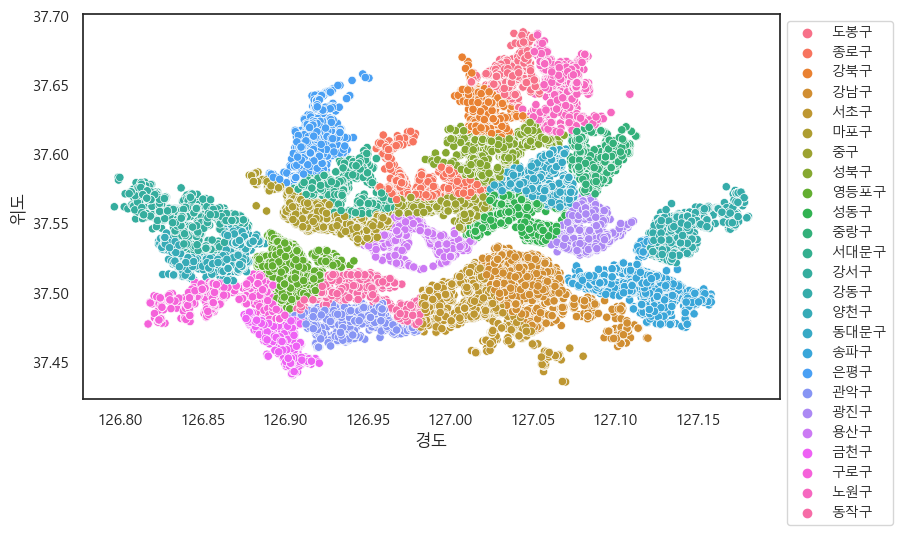 37.70
37.65
37.60
37.55
37.50
37.45
위도
126.80 126.85 126.90 126.95 127.00 127.05 127.10 127.15
경도
도봉구
종로구
강북구
강남구
서초구
마포구
중구
성북구
영등포구
성동구
중랑구
서대문구
강서구
강동구
양천구
동대문구
송파구
은평구
관악구
광진구
용산구
금천구
구로구
노원구
동작구